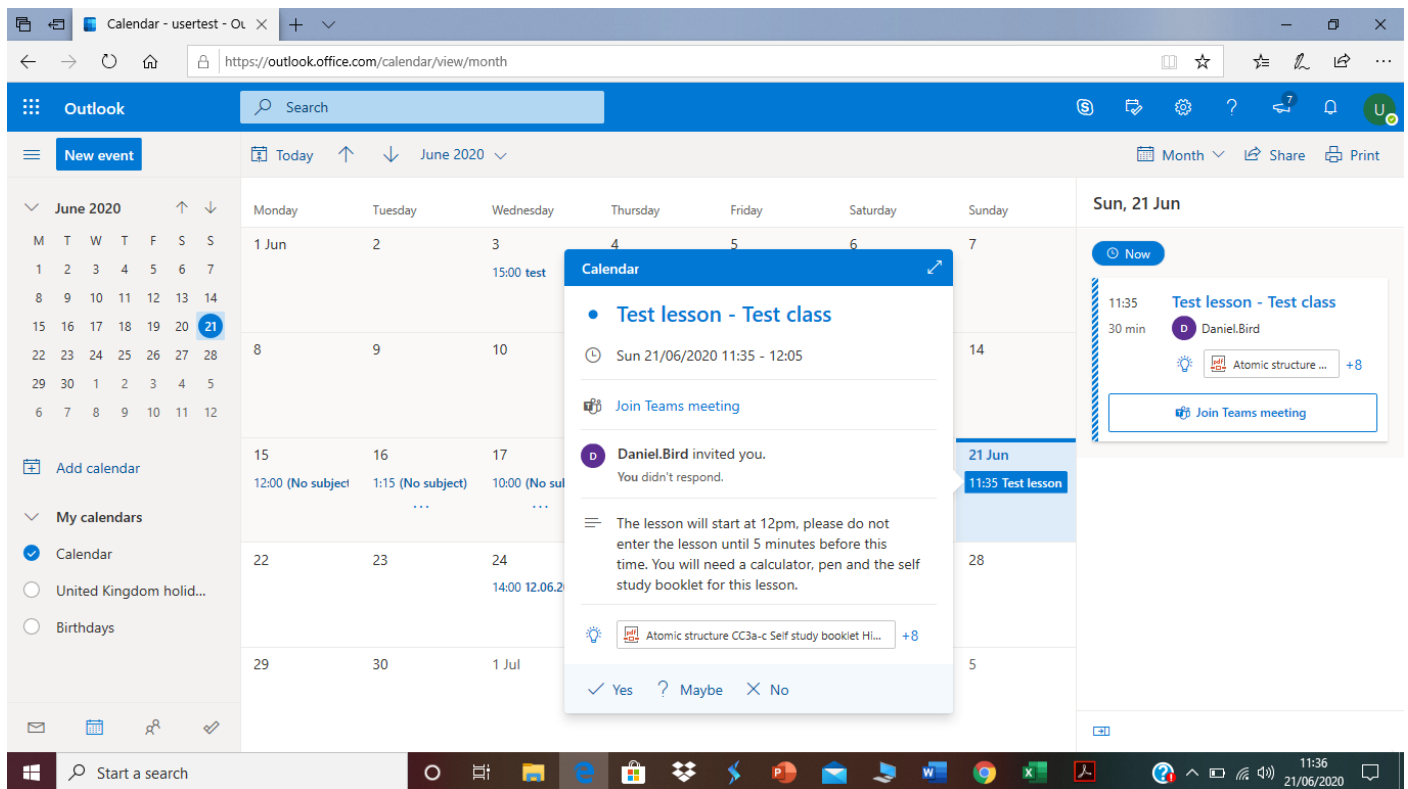 Calendar - usertest - Ou
https://outlook.office.com/calendar/view/month
Outlook
Search
7
U
New event
Today
June 2020
Month
Share
Print
June 2020
M T W T F S S
1 2 3 4 5 6 7
8 9 10 11 12 13 14
15 16 17 18 19 20 21
22 23 24 25 26 27 28
29 30 1 2 3 4 5
6 7 8 9 10 11 12
Add calendar
My calendars
Calendar
United Kingdom holid...
Birthdays
Monday Tuesday Wednesday Thursday Friday Saturday Sunday
1 Jun 2 3 4 5 6 7
15:00 test
8 9 10 14
15 16 17 21 Jun
12:00 (No subject 1:15 (No subject) 10:00 (No sul 11:35 Test lesson
... ...
22 23 24 28
14:00 12.06.2
29 30 1 Jul 5
Calendar
Test lesson - Test class
Sun 21/06/2020 11:35 - 12:05
Join Teams meeting
D
Daniel.Bird invited you.
You didn't respond.
The lesson will start at 12pm, please do not
enter the lesson until 5 minutes before this
time. You will need a calculator, pen and the self
study booklet for this lesson.
pdf
Atomic structure CC3a-c Self study booklet Hi... +8
Yes ? Maybe No
Sun, 21 Jun
Now
11:35 Test lesson - Test class
30 min D Daniel.Bird
pdf Atomic structure ... +8
Join Teams meeting
Start a search
11:36
21/06/2020